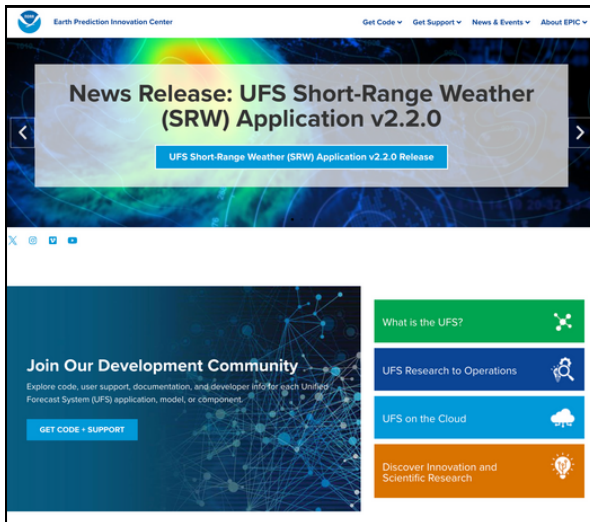 Earth Prediction Innovation Center
Get Code
Get Support
News & Events
About EPIC
News Release: UFS Short-Range Weather
(SRW) Application v2.2.0
UFS Short-Range Weather (SRW) Application v2.2.0 Release
Join Our Development Community
Explore code, user support, documentation, and developer info for each Unified
Forecast System (UFS) application, model, or component.
GET CODE + SUPPORT
What is the UFS?
UFS Research to Operations
UFS on the Cloud
Discover Innovation and
Scientific Research